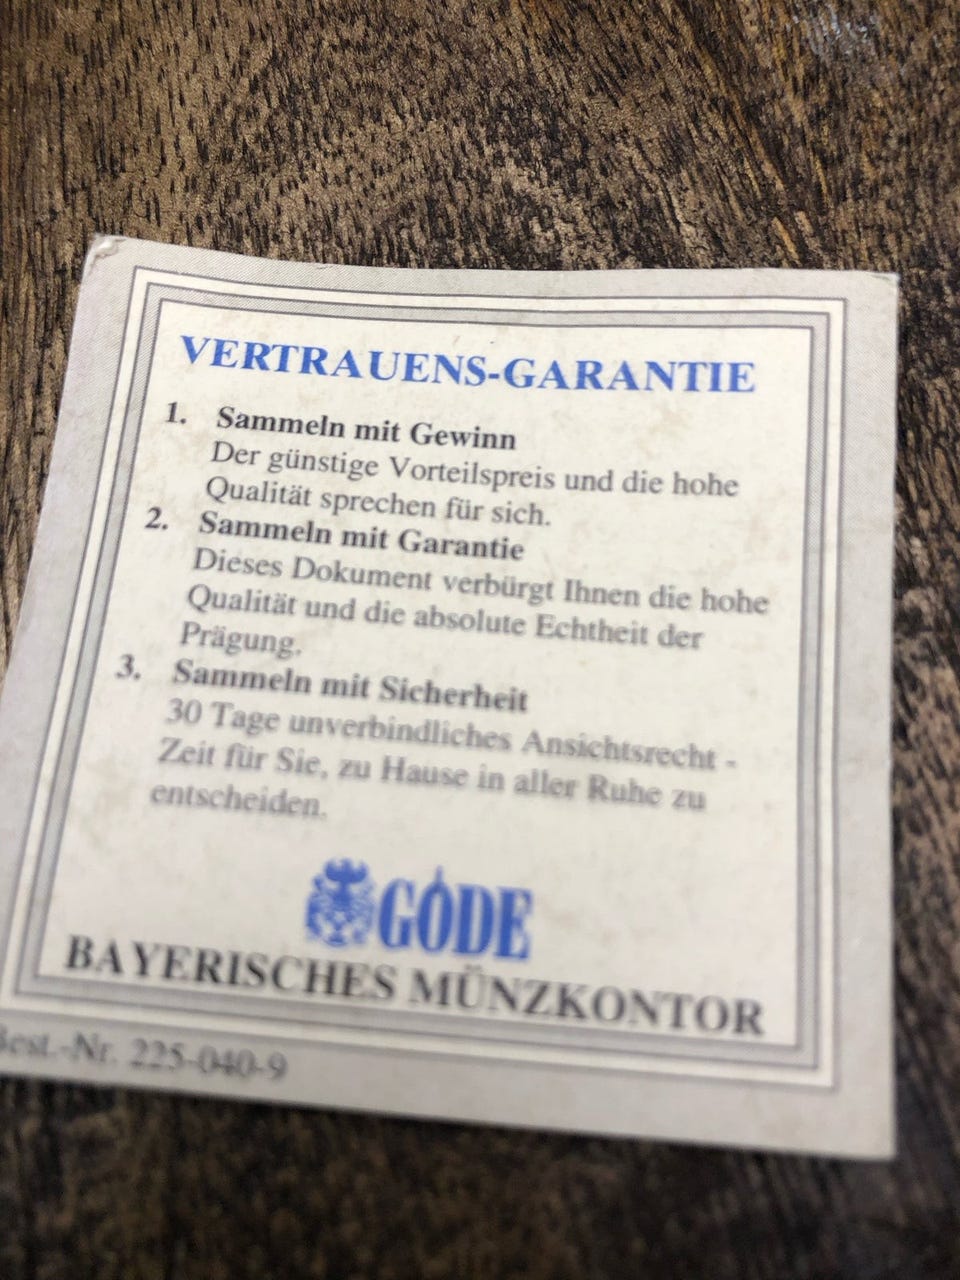 VERTRAUENS-GARANTIE
1. Sammeln mit Gewinn
Der günstige Vorteilspreis und die hohe
Qualität sprechen für sich.
2. Sammeln mit Garantie
Dieses Dokument verbürgt Ihnen die hohe
Qualität und die absolute Echtheit der
Prägung.
3. Sammeln mit Sicherheit
30 Tage unverbindliches Ansichtsrecht -
Zeit für Sie, zu Hause in aller Ruhe zu
entscheiden.
GÖDE
BAYERISCHES MÜNZKONTOR
Best.-Nr. 225-040-9